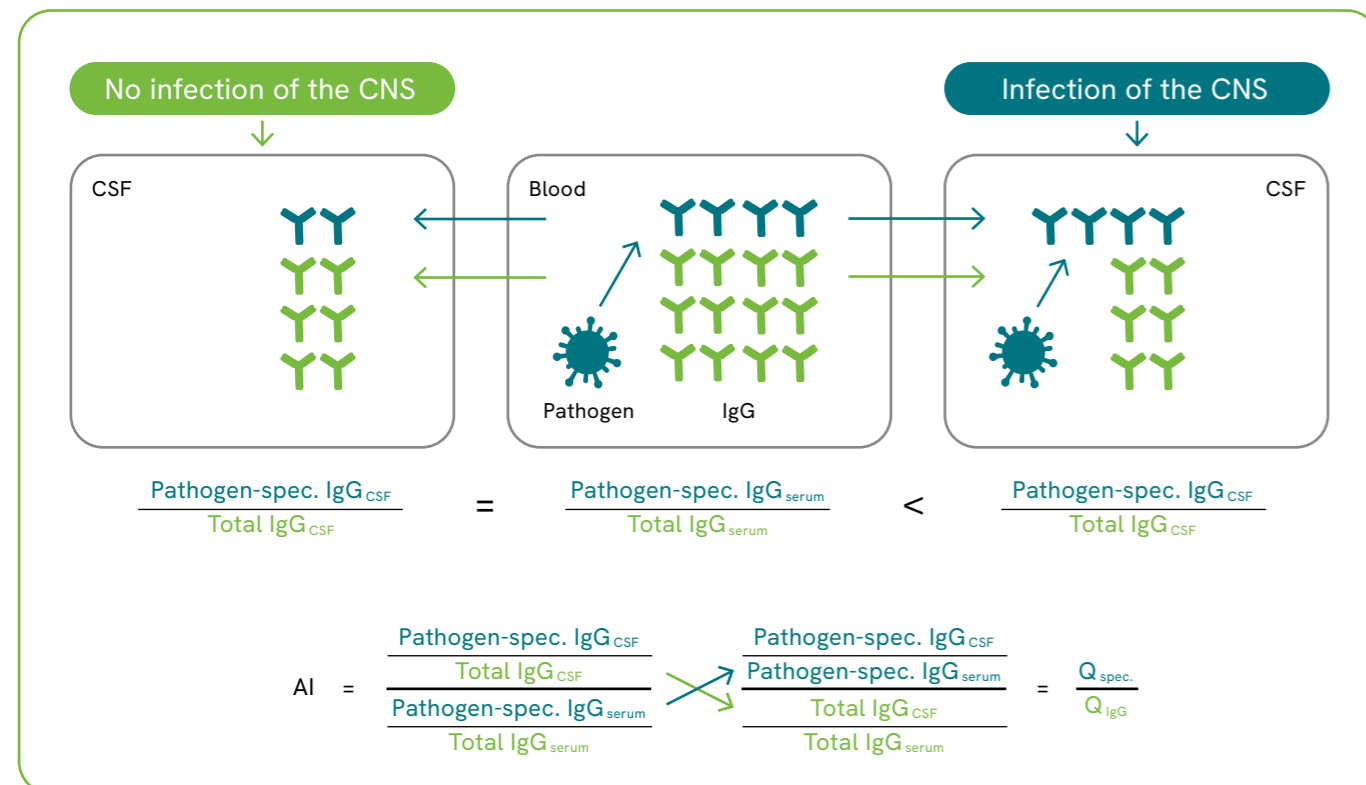 No infection of the CNS
Infection of the CNS
CSF
Blood
CSF
Pathogen
IgG
Pathogen-spec. IgG CSF
Total IgG CSF
=
Pathogen-spec. IgG serum
Total IgG serum
<
Pathogen-spec. IgG CSF
Total IgG CSF
AI =
Pathogen-spec. IgG CSF
Total IgG CSF
Pathogen-spec. IgG serum
Total IgG serum
Pathogen-spec. IgG CSF
Pathogen-spec. IgG serum
Total IgG CSF
Total IgG serum
=
Q spec.
Q IgG